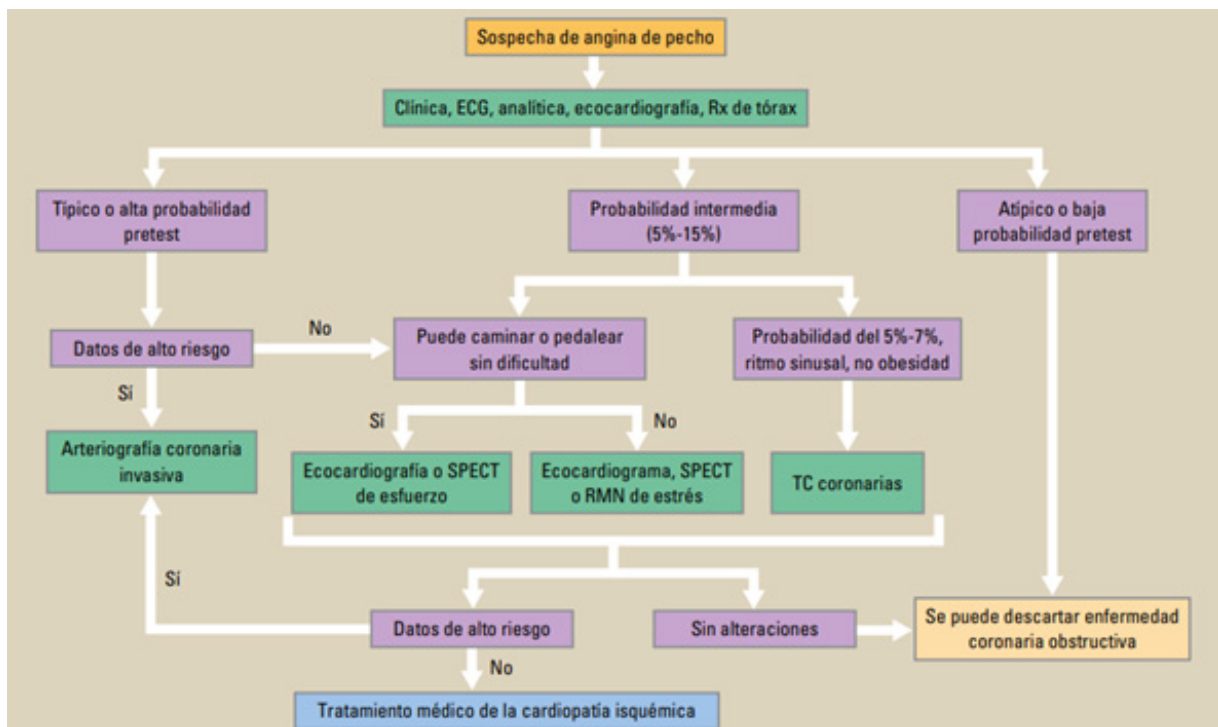 Sospecha de angina de pecho
Clínica, ECG, analítica, ecocardiografía, Rx de tórax
Típico o alta probabilidad
pretest
Probabilidad intermedia
(5%-15%)
Atípico o baja
probabilidad pretest
Datos de alto riesgo
No
Puede caminar o pedalear
sin dificultad
Probabilidad del 5%-7%,
ritmo sinusal, no obesidad
Sí
Sí
No
Arteriografía coronaria
invasiva
Ecocardiografía o SPECT
de esfuerzo
Ecocardiograma, SPECT
o RMN de estrés
TC coronarias
Sí
Datos de alto riesgo
Sin alteraciones
Se puede descartar enfermedad
coronaria obstructiva
No
Tratamiento médico de la cardiopatía isquémica